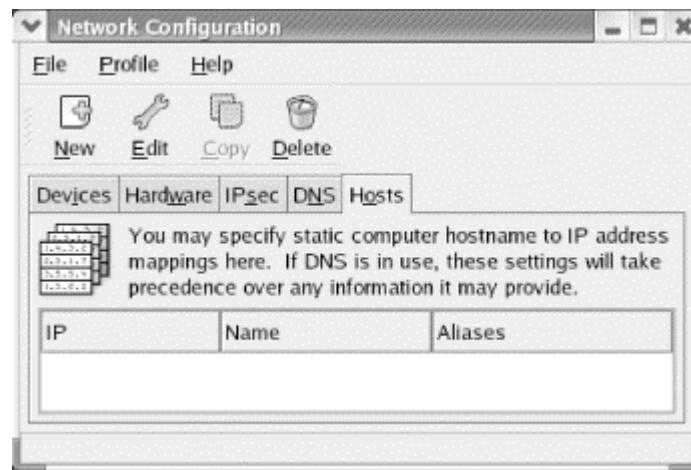 Network Configuration
File Profile Help
New Edit Copy Delete
Devices Hardware IPsec DNS Hosts
You may specify static computer hostname to IP address
mappings here. If DNS is in use, these settings will take
precedence over any information it may provide.
IP Name Aliases